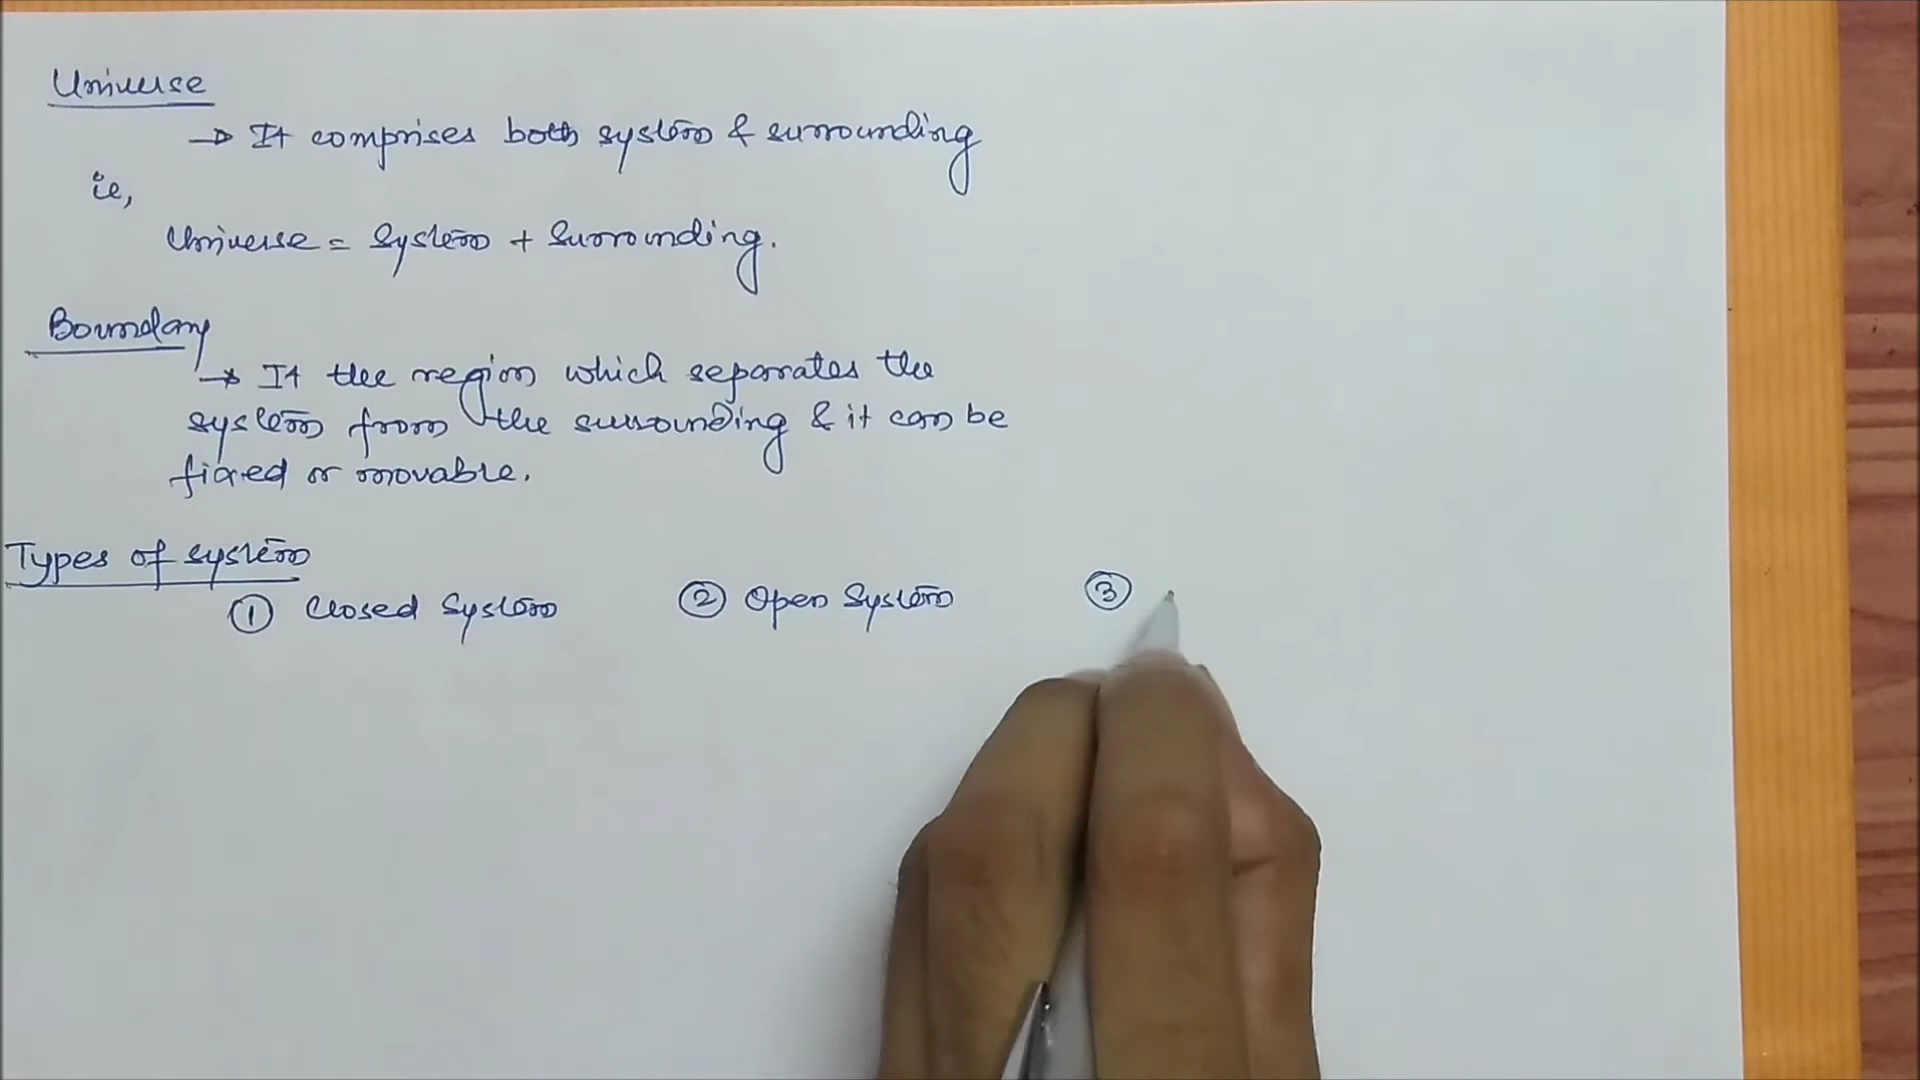 Universe
→ It comprises both system & surrounding
ie,
Universe = System + Surrounding.
Boundary
→ It the region which separates the
system from the surrounding & it can be
fixed or movable.
Types of system
① Closed System ② Open System ③